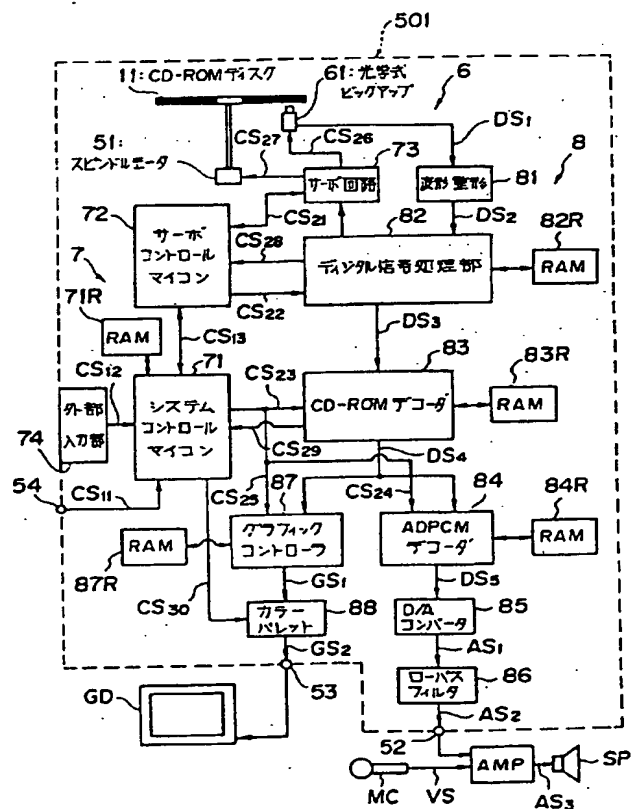 501
11:CD-ROMディスク
61:光学式
ピックアップ
6
51:
スピンドルモータ
CS27
CS26
73
サーボ回路
DS1
8
波形整形
81
72
サーボ
コントロール
マイコン
CS21
CS28
CS22
82
DS2
ディジタル信号処理部
82R
RAM
7
71R
RAM
CS13
DS3
CS12
71
CS23
83
83R
外部
入力部
74
システム
コントロール
マイコン
CD-ROMデコーダ
RAM
CS29
DS4
54
CS11
CS25
87
CS24
84
84R
RAM
87R
グラフィック
コントローラ
ADPCM
デコーダ
RAM
CS30
GS1
DS5
カラー
パレット
88
D/A
コンバータ
85
GS2
AS1
53
ローパス
フィルタ
86
GD
AS2
52
AMP
SP
MC
VS
AS3